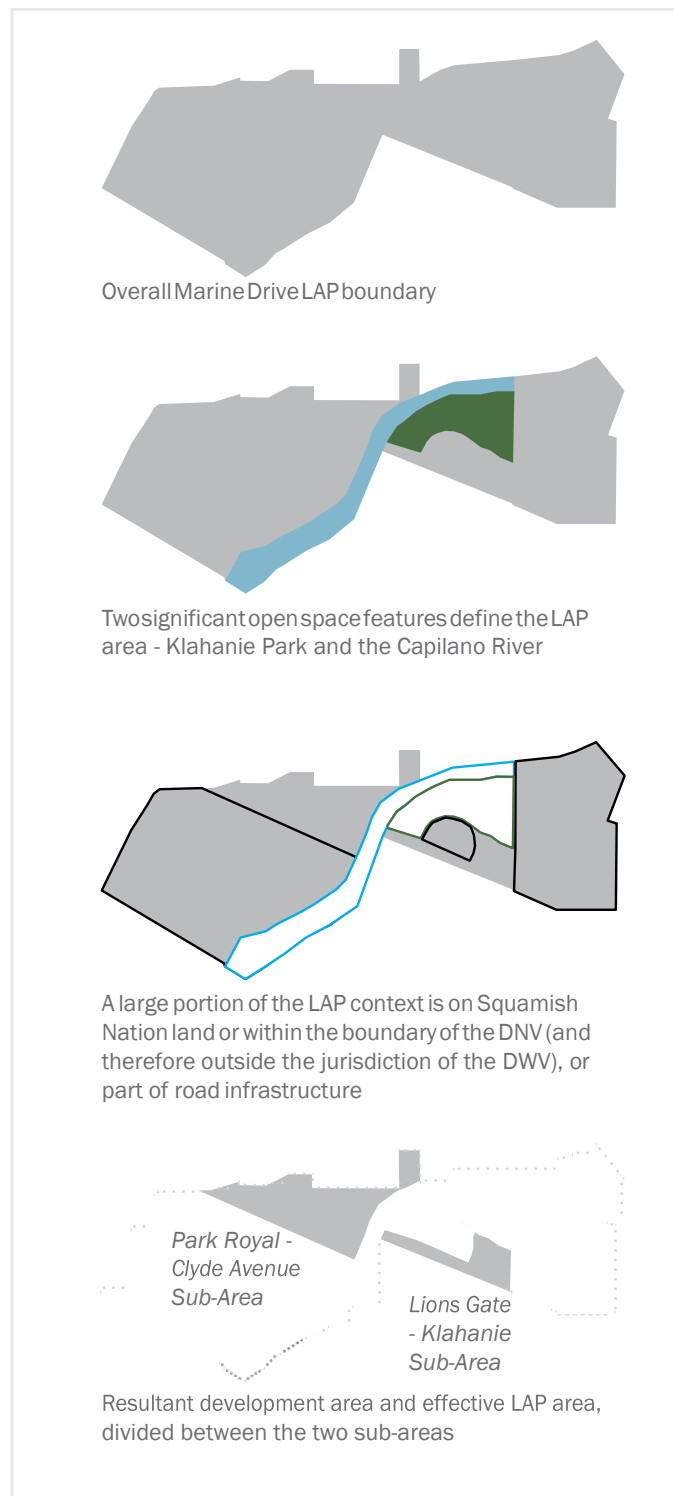 Overall Marine Drive LAP boundary
Two significant open space features define the LAP
area - Klahanie Park and the Capilano River
A large portion of the LAP context is on Squamish
Nation land or within the boundary of the DNV (and
therefore outside the jurisdiction of the DWV), or
part of road infrastructure
Park Royal -
Clyde Avenue
Sub-Area
Lions Gate
- Klahanie
Sub-Area
Resultant development area and effective LAP area,
divided between the two sub-areas